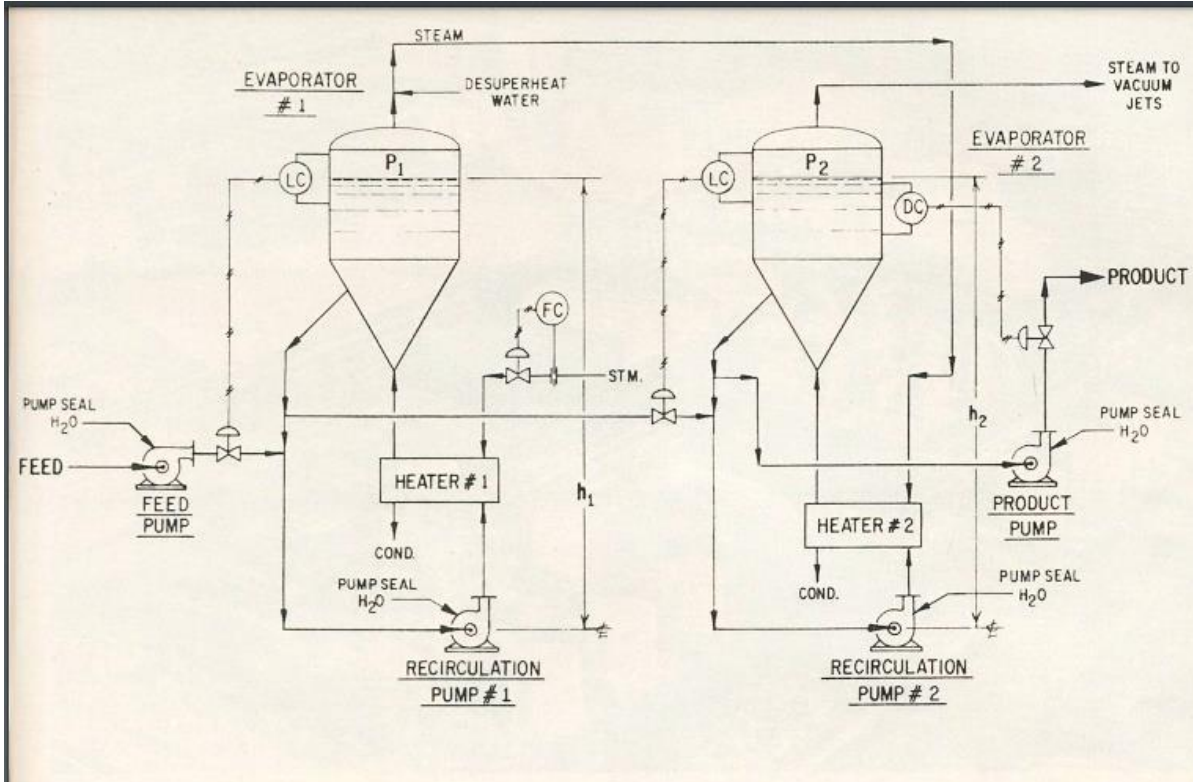 STEAM
EVAPORATOR
# 1
DESUPERHEAT
WATER
STEAM TO
VACUUM
JETS
EVAPORATOR
# 2
LC
P1
LC
P2
DC
FC
STM.
PRODUCT
PUMP SEAL
H2O
FEED
FEED
PUMP
HEATER # 1
h1
h2
PUMP SEAL
H2O
PRODUCT
PUMP
HEATER # 2
COND.
PUMP SEAL
H2O
COND.
PUMP SEAL
H2O
RECIRCULATION
PUMP # 1
RECIRCULATION
PUMP # 2